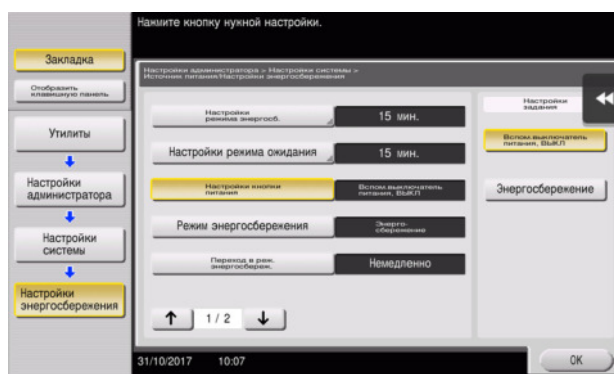 Нажмите кнопку нужной настройки.
Закладка
Отобразить
клавишную панель
Утилиты
Настройки
администратора
Настройки
системы
Настройки
энергосбережения
Настройки администратора > Настройки системы >
Источник питания/Настройки энергосбережения
Настройки
режима энергосб.
15 мин.
Настройки режима ожидания
15 мин.
Настройки кнопки
питания
Вспом.выключатель
питания, ВЫКЛ
Режим энергосбережения
Энерго-
сбережение
Переход в реж.
энергосбереж.
Немедленно
1/2
Настройки
задания
Вспом.выключатель
питания, ВЫКЛ
Энергосбережение
31/10/2017 10:07
OK